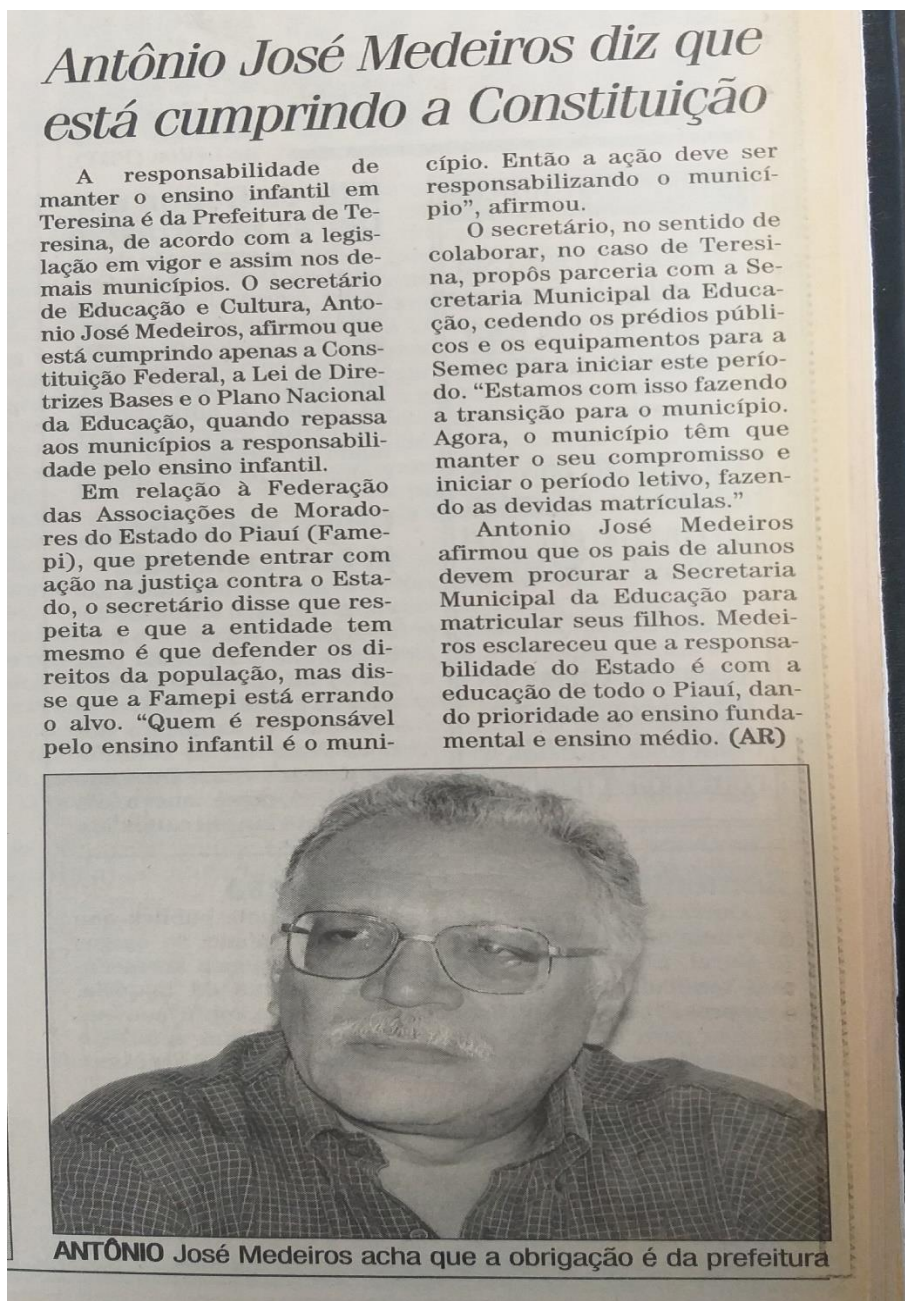 Antônio José Medeiros diz que
está cumprindo a Constituição
A responsabilidade de
manter o ensino infantil em
Teresina é da Prefeitura de Te-
resina, de acordo com a legis-
lação em vigor e assim nos de-
mais municípios. O secretário
de Educação e Cultura, Anto-
nio José Medeiros, afirmou que
está cumprindo apenas a Cons-
tituição Federal, a Lei de Dire-
trizes Bases e o Plano Nacional
da Educação, quando repassa
aos municípios a responsabili-
dade pelo ensino infantil.
Em relação à Federação
das Associações de Morado-
res do Estado do Piauí (Fame-
pi), que pretende entrar com
ação na justiça contra o Esta-
do, o secretário disse que res-
peita e que a entidade tem
mesmo é que defender os di-
reitos da população, mas dis-
se que a Famepi está errando
o alvo. “Quem é responsável
pelo ensino infantil é o muni-
cípio. Então a ação deve ser
responsabilizando o municí-
pio”, afirmou.
O secretário, no sentido de
colaborar, no caso de Teresi-
na, propôs parceria com a Se-
cretaria Municipal da Educa-
ção, cedendo os prédios públi-
cos e os equipamentos para a
Semec para iniciar este perío-
do. “Estamos com isso fazendo
a transição para o município.
Agora, o município têm que
manter o seu compromisso e
iniciar o período letivo, fazen-
do as devidas matrículas.”
Antonio José Medeiros
afirmou que os pais de alunos
devem procurar a Secretaria
Municipal da Educação para
matricular seus filhos. Medei-
ros esclareceu que a responsa-
bilidade do Estado é com a
educação de todo o Piauí, dan-
do prioridade ao ensino funda-
mental e ensino médio. (AR)
ANTÔNIO José Medeiros acha que a obrigação é da prefeitura